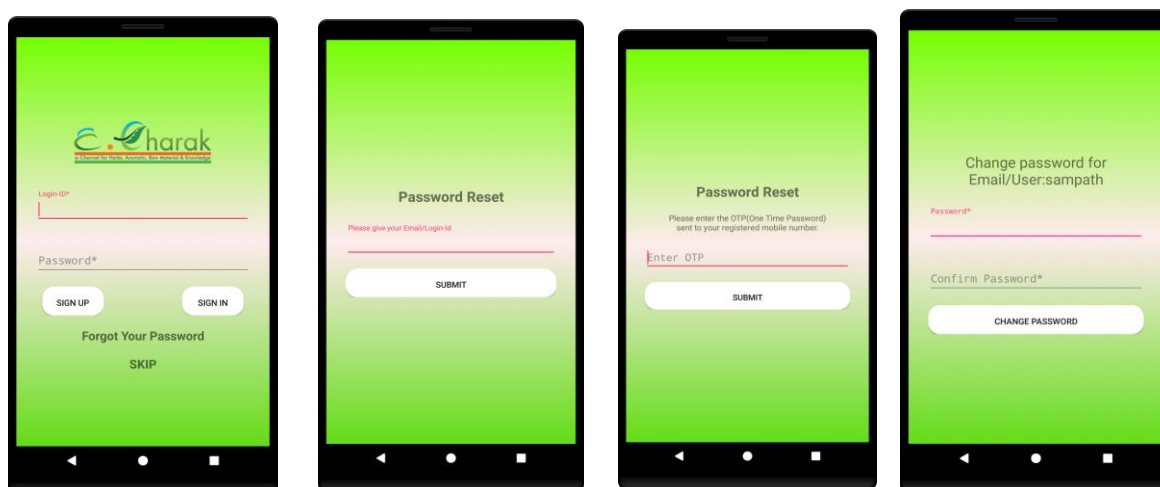 e.Charak
e-Channel for Herbs, Aromatic, Raw Material & Knowledge
Login-ID*
Password*
SIGN UP
SIGN IN
Forgot Your Password
SKIP
Password Reset
Please give your Email/Login-Id
SUBMIT
Password Reset
Please enter the OTP(One Time Password)
sent to your registered mobile number.
Enter OTP
SUBMIT
Change password for
Email/User:sampath
Password*
Confirm Password*
CHANGE PASSWORD